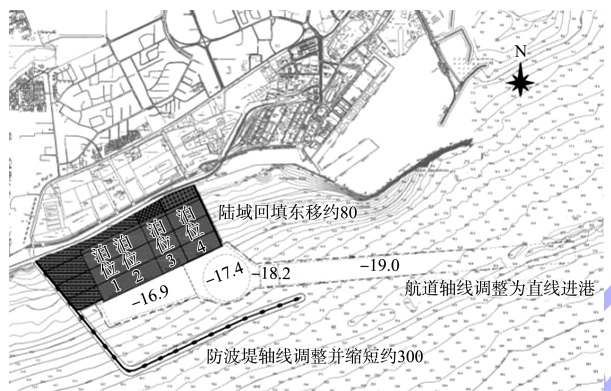 N
陆域回填东移约80
泊位1
泊位2
泊位3
泊位4
-16.9
-17.4
-18.2
-19.0
航道轴线调整为直线进港
防波堤轴线调整并缩短约300